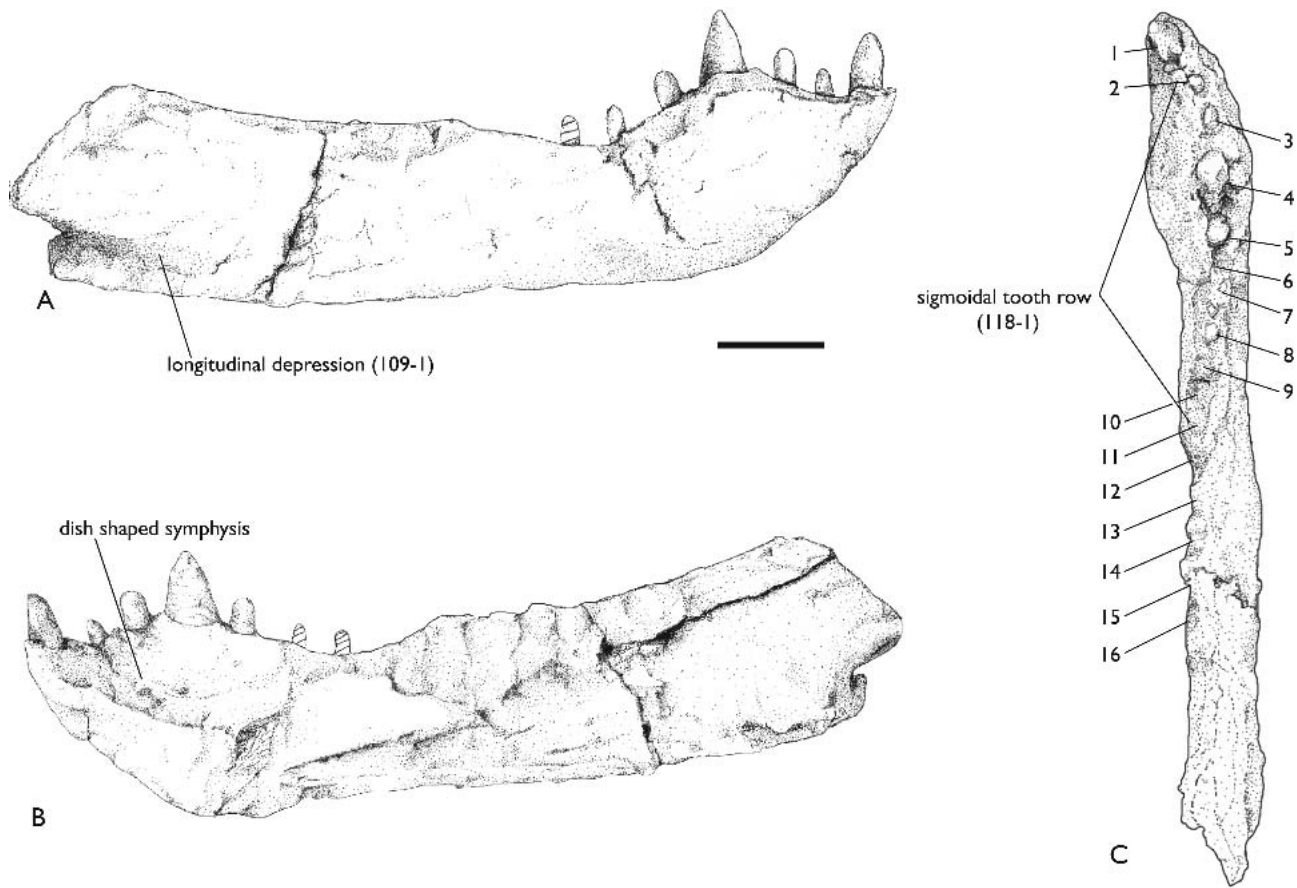 A
longitudinal depression (109-1)
dish shaped symphysis
B
1
2
3
4
5
6
7
8
9
sigmoidal tooth row
(118-1)
10
11
12
13
14
15
16
C